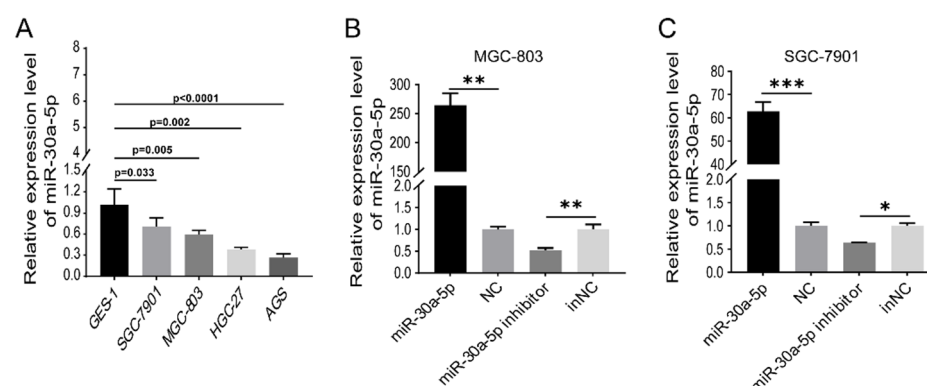 A
Relative expression level
of miR-30a-5p
8
7
6
5
4
1.5
1.2
0.9
0.6
0.3
0.0
p<0.0001
p=0.002
p=0.005
p=0.033
GES-1
SGC-7901
MGC-803
HGC-27
AGS
B
MGC-803
Relative expression level
of miR-30a-5p
300
250
200
150
2.0
1.5
1.0
0.5
0.0
**
**
miR-30a-5p
NC
miR-30a-5p inhibitor
inNC
C
SGC-7901
Relative expression level
of miR-30a-5p
80
70
60
50
40
2.0
1.5
1.0
0.5
0.0
***
*
miR-30a-5p
NC
miR-30a-5p inhibitor
inNC